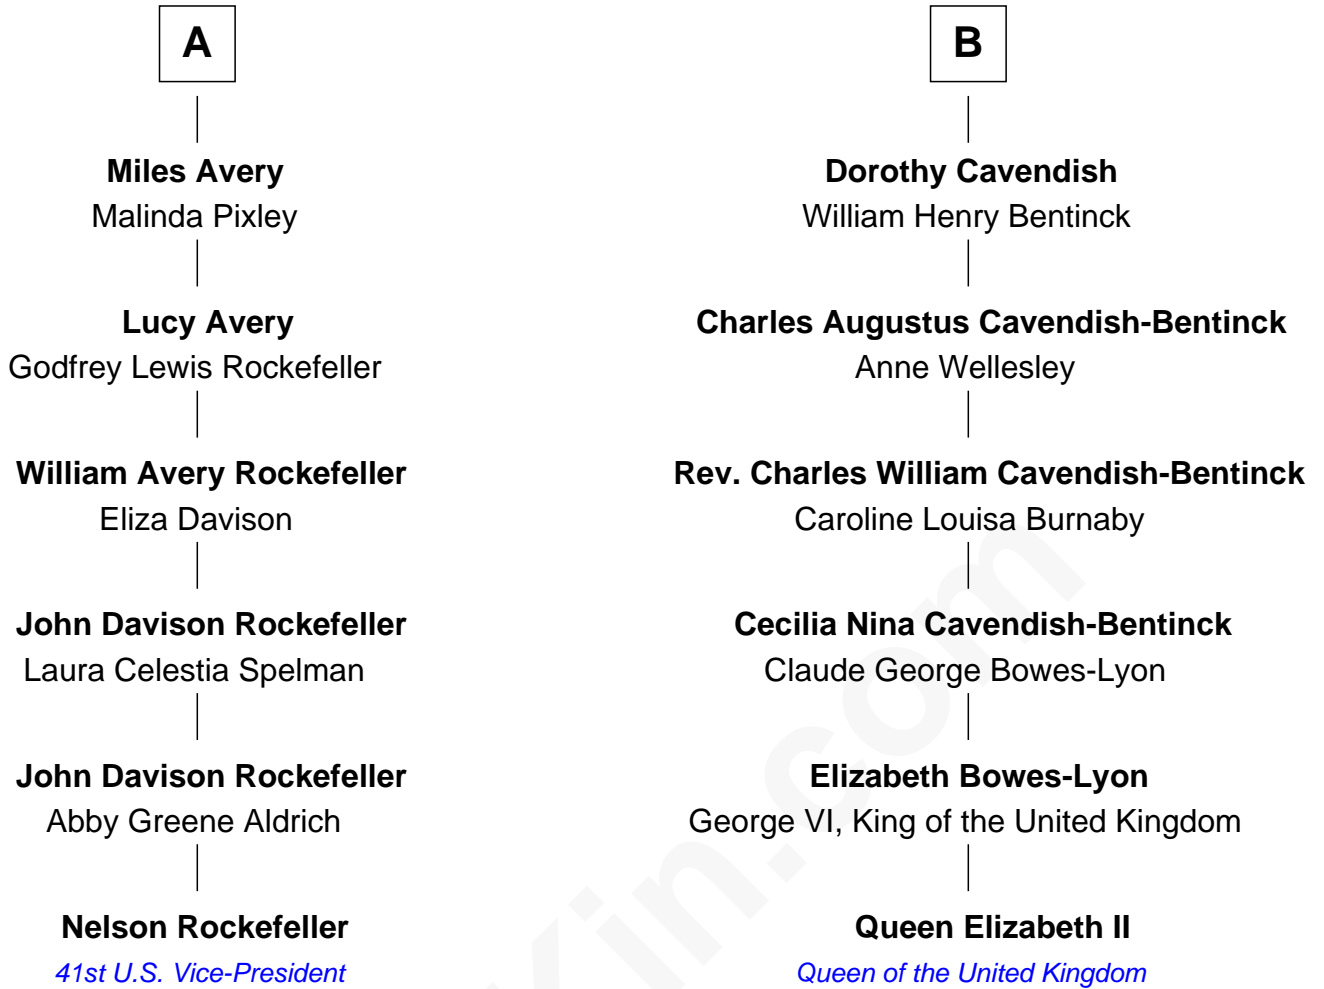 A
Miles Avery
Malinda Pixley
Lucy Avery
Godfrey Lewis Rockefeller
William Avery Rockefeller
Eliza Davison
John Davison Rockefeller
Laura Celestia Spelman
John Davison Rockefeller
Abby Greene Aldrich
Nelson Rockefeller
41st U.S. Vice-President
B
Dorothy Cavendish
William Henry Bentinck
Charles Augustus Cavendish-Bentinck
Anne Wellesley
Rev. Charles William Cavendish-Bentinck
Caroline Louisa Burnaby
Cecilia Nina Cavendish-Bentinck
Claude George Bowes-Lyon
Elizabeth Bowes-Lyon
George VI, King of the United Kingdom
Queen Elizabeth II
Queen of the United Kingdom
Kin.com